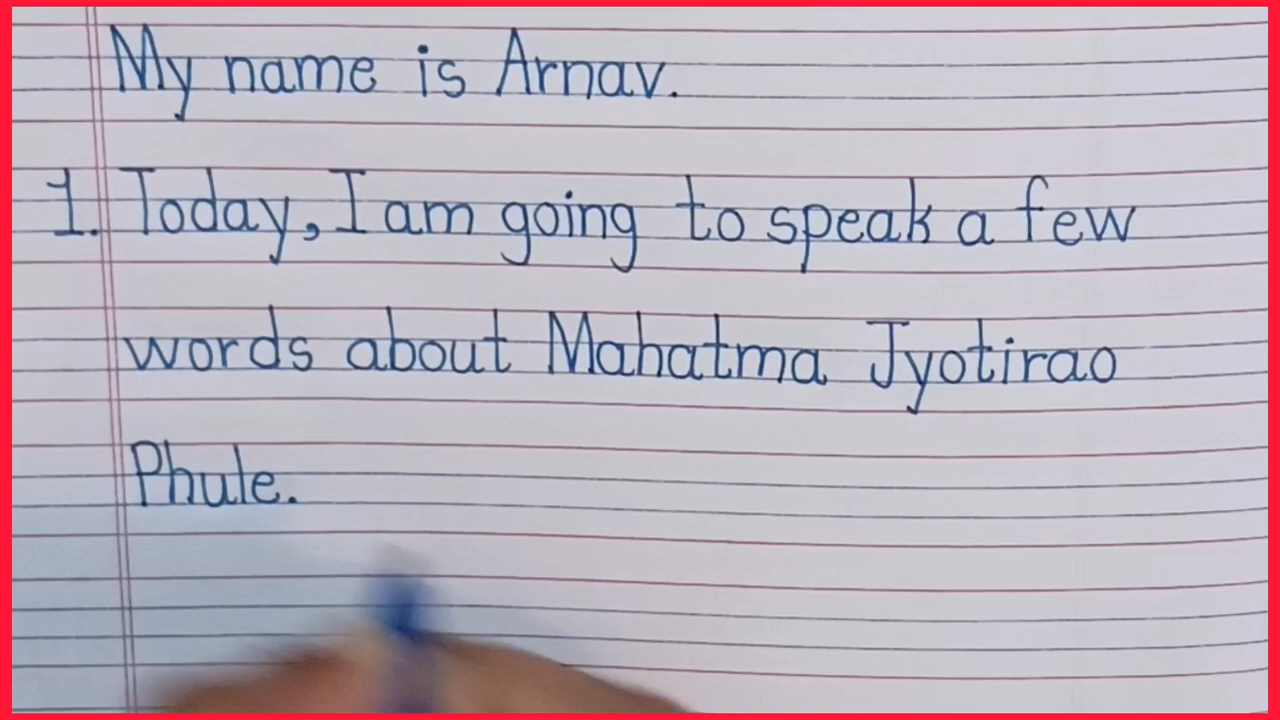 My name is Arnav.
1. Today, I am going to speak a few
words about Mahatma Jyotirao
Phule.